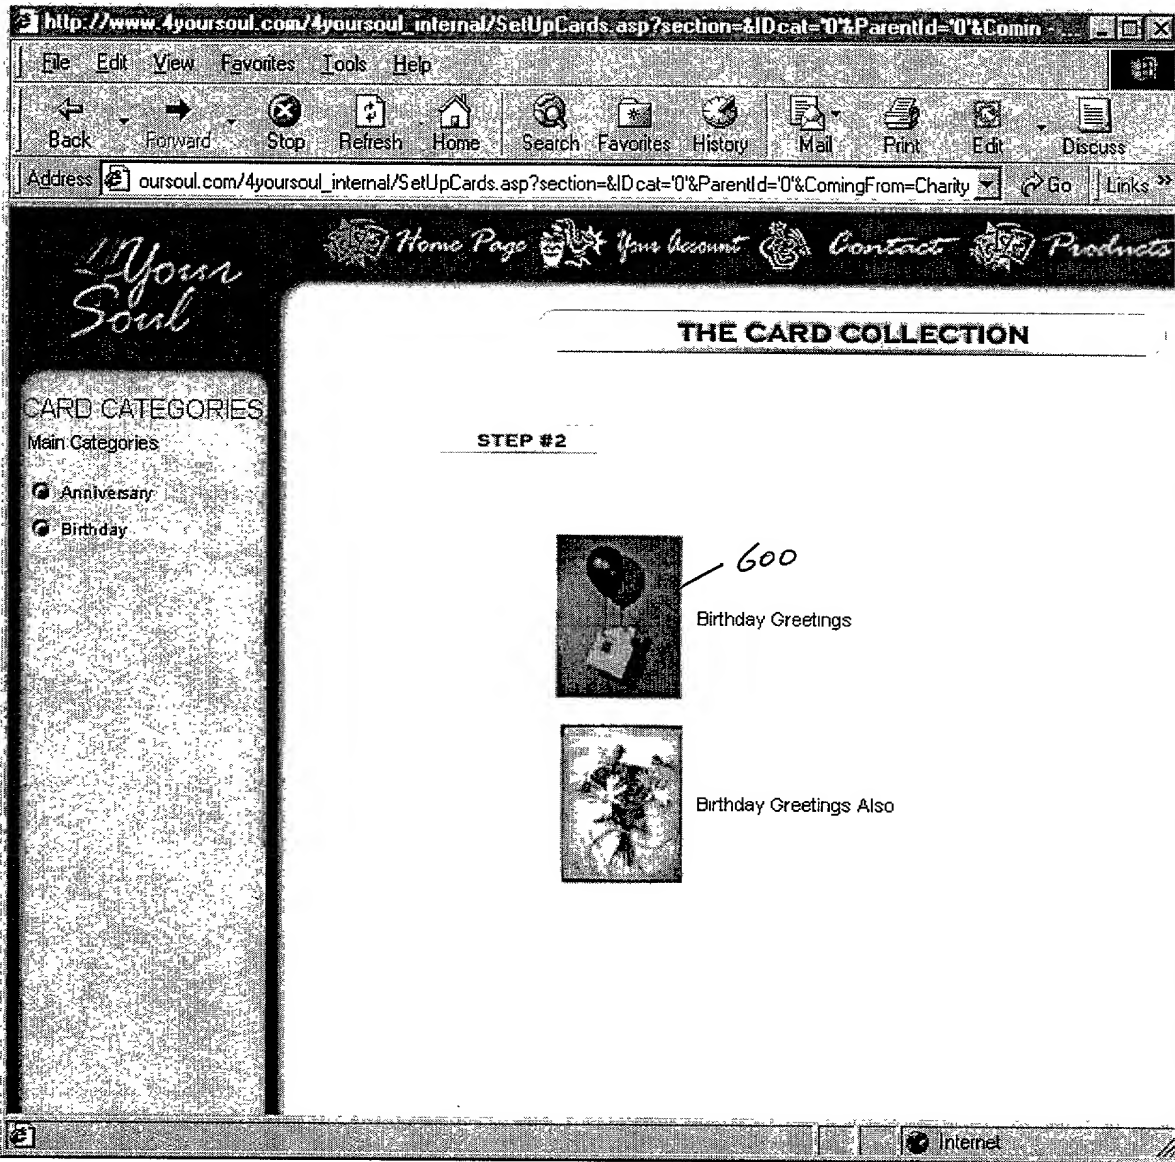 http://www.4yoursoul.com/4yoursoul_internal/SetUpCards.asp?section=&IDcat='0'&ParentId='0'&Comin -
File Edit View Favorites Tools Help
Back Forward Stop Refresh Home Search Favorites History Mail Print Edit Discuss
Address oursoul.com/4yoursoul_internal/SetUpCards.asp?section=&IDcat='0'&ParentId='0'&ComingFrom=Charity Go Links »
Home Page Your Account Contact Products
4 Your
Soul
THE CARD COLLECTION
CARD CATEGORIES
Main Categories
STEP #2
Anniversary
Birthday
600
Birthday Greetings
Birthday Greetings Also
Internet